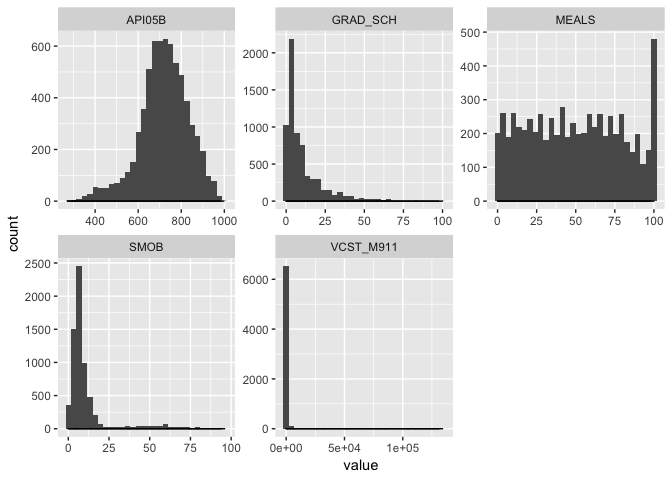 API05B
GRAD_SCH
MEALS
600
400
200
0
400 600 800 1000
2000
1500
1000
500
0
0 25 50 75 100
500
400
300
200
100
0
0 25 50 75 100
count
SMOB
VCST_M911
2500
2000
1500
1000
500
0
0 25 50 75 100
6000
4000
2000
0
0e+00 5e+04 1e+05
value